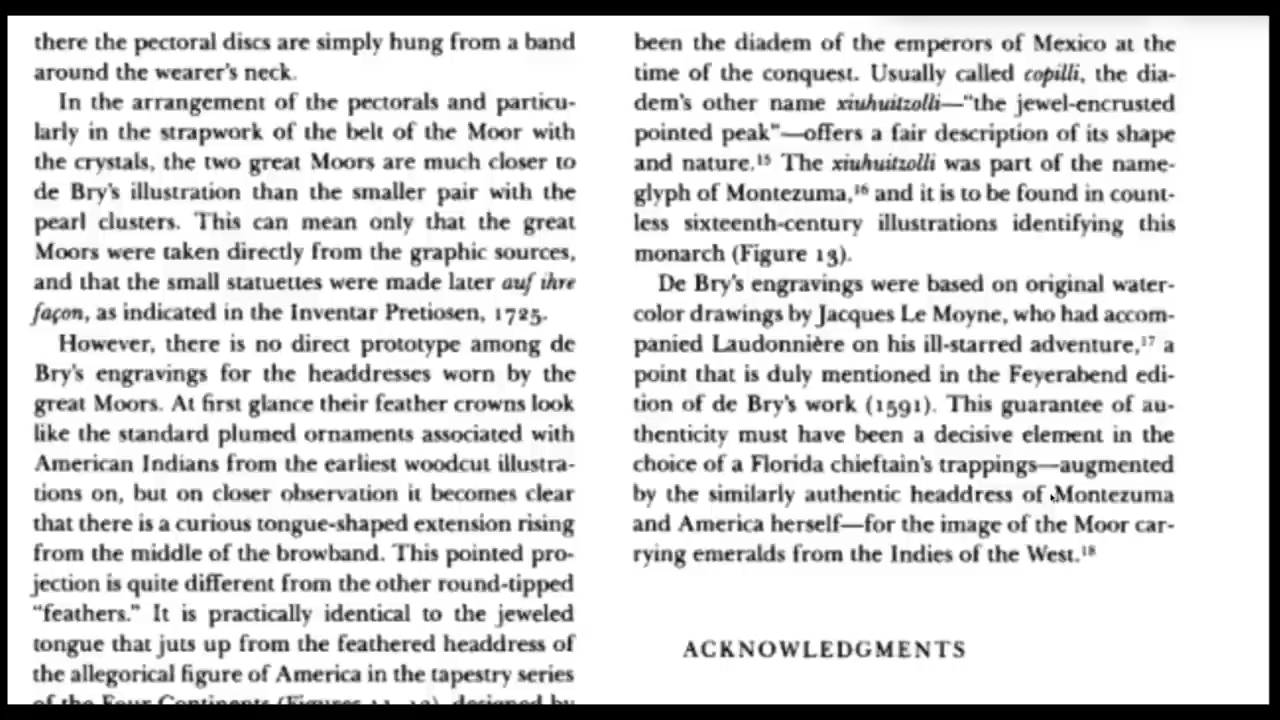 there the pectoral discs are simply hung from a band
around the wearer's neck.
In the arrangement of the pectorals and particu-
larly in the strapwork of the belt of the Moor with
the crystals, the two great Moors are much closer to
de Bry's illustration than the smaller pair with the
pearl clusters. This can mean only that the great
Moors were taken directly from the graphic sources,
and that the small statuettes were made later auf ihre
façon, as indicated in the Inventar Pretiosen, 1725.
However, there is no direct prototype among de
Bry's engravings for the headdresses worn by the
great Moors. At first glance their feather crowns look
like the standard plumed ornaments associated with
American Indians from the earliest woodcut illustra-
tions on, but on closer observation it becomes clear
that there is a curious tongue-shaped extension rising
from the middle of the browband. This pointed pro-
jection is quite different from the other round-tipped
"feathers." It is practically identical to the jeweled
tongue that juts up from the feathered headdress of
the allegorical figure of America in the tapestry series
of the Four Continents (Figures 11, 12), designed by
been the diadem of the emperors of Mexico at the
time of the conquest. Usually called copilli, the dia-
dem's other name xiuhuitzolli—"the jewel-encrusted
pointed peak"—offers a fair description of its shape
and nature.¹⁵ The xiuhuitzolli was part of the name-
glyph of Montezuma,¹⁶ and it is to be found in count-
less sixteenth-century illustrations identifying this
monarch (Figure 13).
De Bry's engravings were based on original water-
color drawings by Jacques Le Moyne, who had accom-
panied Laudonnière on his ill-starred adventure,¹⁷ a
point that is duly mentioned in the Feyerabend edi-
tion of de Bry's work (1591). This guarantee of au-
thenticity must have been a decisive element in the
choice of a Florida chieftain's trappings—augmented
by the similarly authentic headdress of Montezuma
and America herself—for the image of the Moor car-
rying emeralds from the Indies of the West.¹⁸
ACKNOWLEDGMENTS